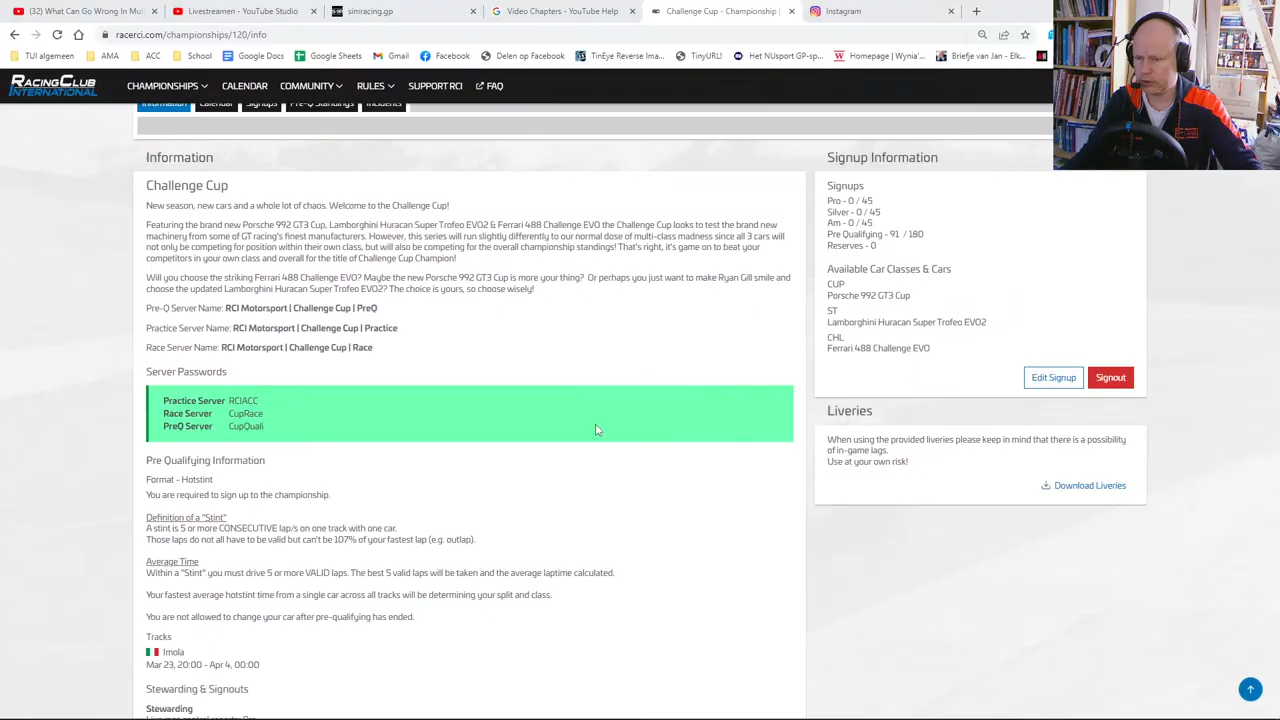 (32) What Can Go Wrong In Mul
Livestreamen - YouTube Studio
simracing.gp
Video Chapters - YouTube Help
Challenge Cup - Championship |
Instagram
racerci.com/championships/120/info
TUI algemeen
AMA
ACC
School
Google Docs
Google Sheets
Facebook
Delen op Facebook
TinEye Reverse Ima...
TinyURL!
Het NUsport GP-sp...
Homepage | Wynia'...
Briefje van Jan - Elk...
RACINGCLUB
INTERNATIONAL
CHAMPIONSHIPS
CALENDAR
COMMUNITY
RULES
SUPPORT RCI
FAQ
Information
Calendar
Signups
Pre-Q Standings
Incidents
Information
Challenge Cup
New season, new cars and a whole lot of chaos. Welcome to the Challenge Cup!
Featuring the brand new Porsche 992 GT3 Cup, Lamborghini Huracan Super Trofeo EVO2 & Ferrari 488 Challenge EVO the Challenge Cup looks to test the brand new
machinery from some of GT racing's finest manufacturers. However, this series will run slightly differently to our normal dose of multi-class madness since all 3 cars will
not only be competing for position within their own class, but will also be competing for the overall championship standings! That's right, it's game on to beat your
competitors in your own class and overall for the title of Challenge Cup Champion!
Will you choose the striking Ferrari 488 Challenge EVO? Maybe the new Porsche 992 GT3 Cup is more your thing? Or perhaps you just want to make Ryan Gill smile and
choose the updated Lamborghini Huracan Super Trofeo EVO2? The choice is yours, so choose wisely!
Pre-Q Server Name: RCI Motorsport | Challenge Cup | PreQ
Practice Server Name: RCI Motorsport | Challenge Cup | Practice
Race Server Name: RCI Motorsport | Challenge Cup | Race
Server Passwords
Practice Server RCIACC
Race Server CupRace
PreQ Server CupQuali
Pre Qualifying Information
Format - Hotstint
You are required to sign up to the championship.
Definition of a "Stint"
A stint is 5 or more CONSECUTIVE lap/s on one track with one car.
Those laps do not all have to be valid but can't be 107% of your fastest lap (e.g. outlap).
Average Time
Within a "Stint" you must drive 5 or more VALID laps. The best 5 valid laps will be taken and the average laptime calculated.
Your fastest average hotstint time from a single car across all tracks will be determining your split and class.
You are not allowed to change your car after pre-qualifying has ended.
Tracks
Imola
Mar 23, 20:00 - Apr 4, 00:00
Stewarding & Signouts
Stewarding
Signup Information
Signups
Pro - 0 / 45
Silver - 0 / 45
Am - 0 / 45
Pre Qualifying - 91 / 180
Reserves - 0
Available Car Classes & Cars
CUP
Porsche 992 GT3 Cup
ST
Lamborghini Huracan Super Trofeo EVO2
CHL
Ferrari 488 Challenge EVO
Edit Signup
Signout
Liveries
When using the provided liveries please keep in mind that there is a possibility
of in-game lags.
Use at your own risk!
Download Liveries